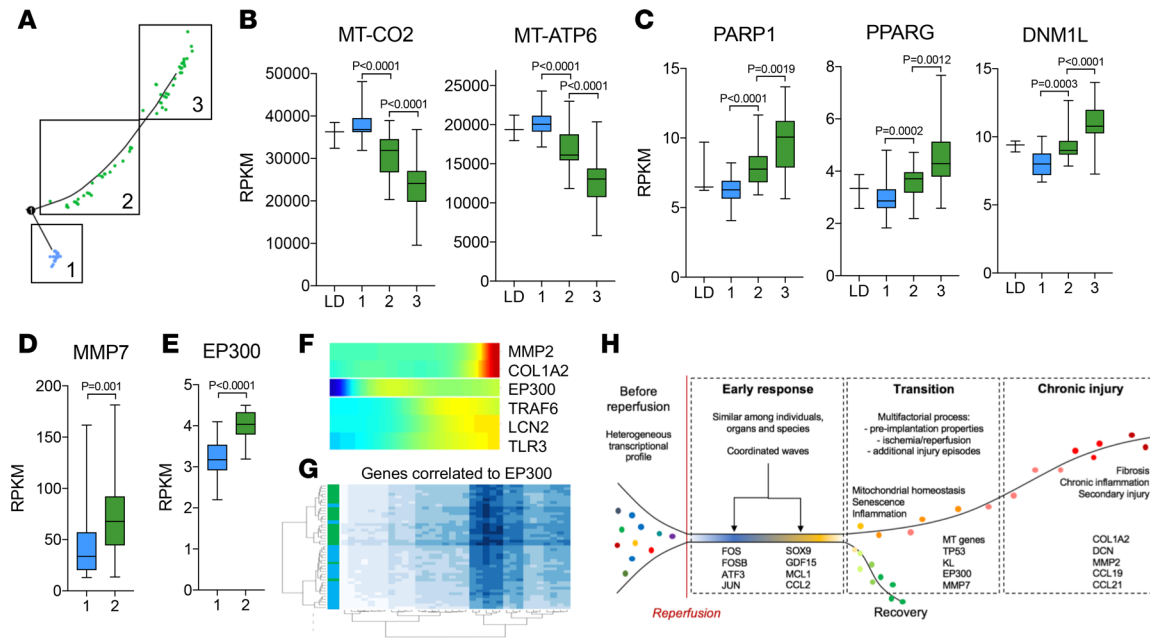 A
3
2
1
1
B
MT-CO2
RPKM
50000
40000
30000
20000
10000
0
P<0.0001
P<0.0001
LD 1 2 3
MT-ATP6
25000
20000
15000
10000
5000
0
P<0.0001
P<0.0001
LD 1 2 3
C
PARP1
RPKM
15
10
5
0
P=0.0019
P<0.0001
LD 1 2 3
PPARG
8
6
4
2
0
P=0.0012
P=0.0002
LD 1 2 3
DNM1L
15
10
5
0
P<0.0001
P=0.0003
LD 1 2 3
D
MMP7
RPKM
200
150
100
50
0
P=0.001
1 2
E
EP300
5
4
3
2
1
0
P<0.0001
1 2
F
MMP2
COL1A2
EP300
TRAF6
LCN2
TLR3
G
Genes correlated to EP300
H
Before
reperfusion
Heterogeneous
transcriptional
profile
Reperfusion
Early response
Similar among individuals,
organs and species
Coordinated waves
FOS
FOSB
ATF3
JUN
SOX9
GDF15
MCL1
CCL2
Transition
Multifactorial process:
- pre-implantation properties
- ischemia/reperfusion
- additional injury episodes
Mitochondrial homeostasis
Senescence
Inflammation
MT genes
TP53
KL
EP300
MMP7
Recovery
Chronic injury
Fibrosis
Chronic inflammation
Secondary injury
COL1A2
DCN
MMP2
CCL19
CCL21